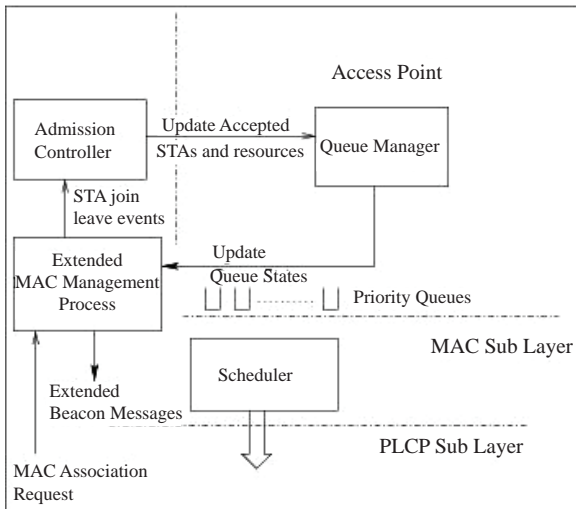 Access Point
Admission
Controller
Update Accepted
STAs and resources
Queue Manager
STA join
leave events
Extended
MAC Management
Process
Update
Queue States
Priority Queues
MAC Sub Layer
Scheduler
Extended
Beacon Messages
PLCP Sub Layer
MAC Association
Request